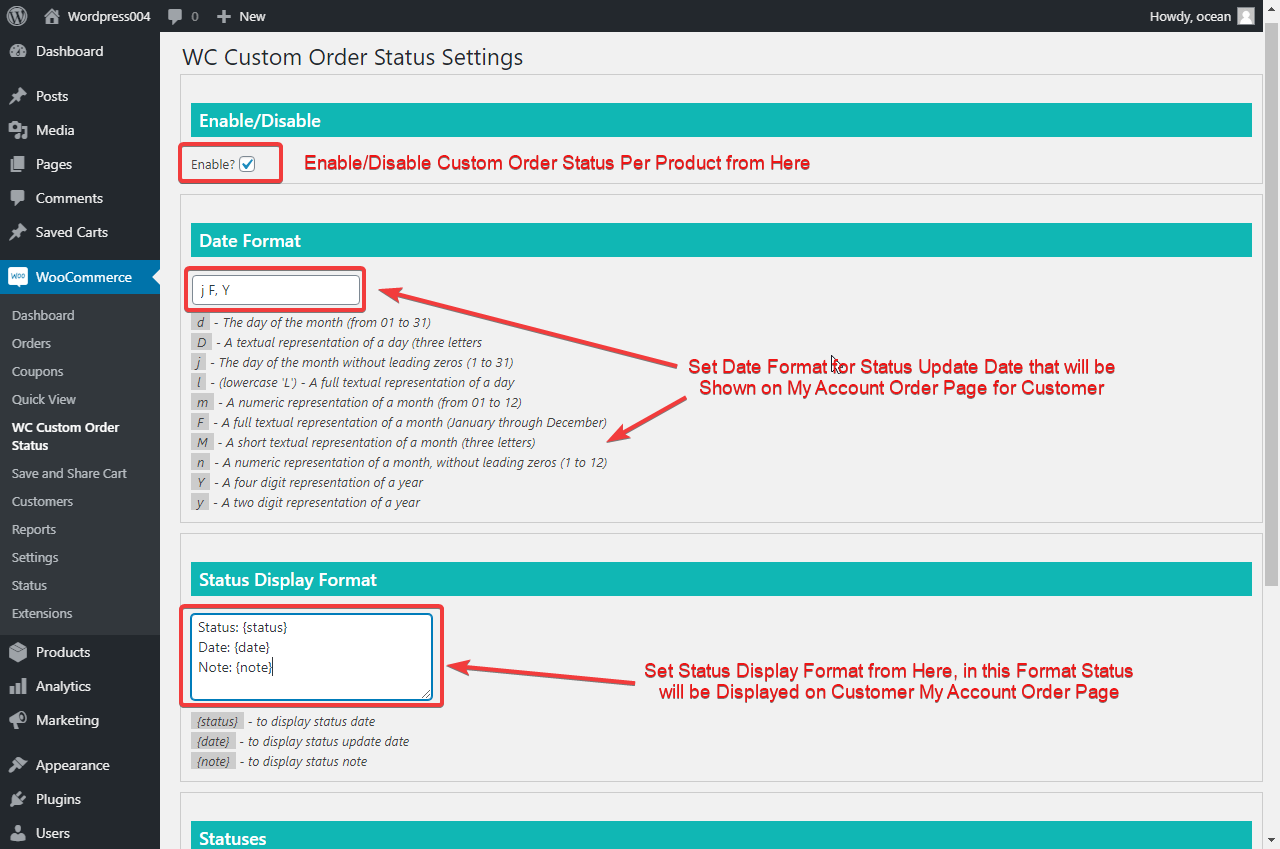 Wordpress004 0 New Howdy, ocean
Dashboard
Posts
Media
Pages
Comments
Saved Carts
WOO WooCommerce
Dashboard
Orders
Coupons
Quick View
WC Custom Order
Status
Save and Share Cart
Customers
Reports
Settings
Status
Extensions
Products
Analytics
Marketing
Appearance
Plugins
Users
WC Custom Order Status Settings
Enable/Disable
Enable? Enable/Disable Custom Order Status Per Product from Here
Date Format
j F, Y
d - The day of the month (from 01 to 31)
D - A textual representation of a day (three letters
j - The day of the month without leading zeros (1 to 31)
l - (lowercase 'L') - A full textual representation of a day
m - A numeric representation of a month (from 01 to 12)
F - A full textual representation of a month (January through December)
M - A short textual representation of a month (three letters)
n - A numeric representation of a month, without leading zeros (1 to 12)
Y - A four digit representation of a year
y - A two digit representation of a year
Set Date Format for Status Update Date that will be
Shown on My Account Order Page for Customer
Status Display Format
Status: {status}
Date: {date}
Note: {note}
Set Status Display Format from Here, in this Format Status
will be Displayed on Customer My Account Order Page
{status} - to display status date
{date} - to display status update date
{note} - to display status note
Statuses